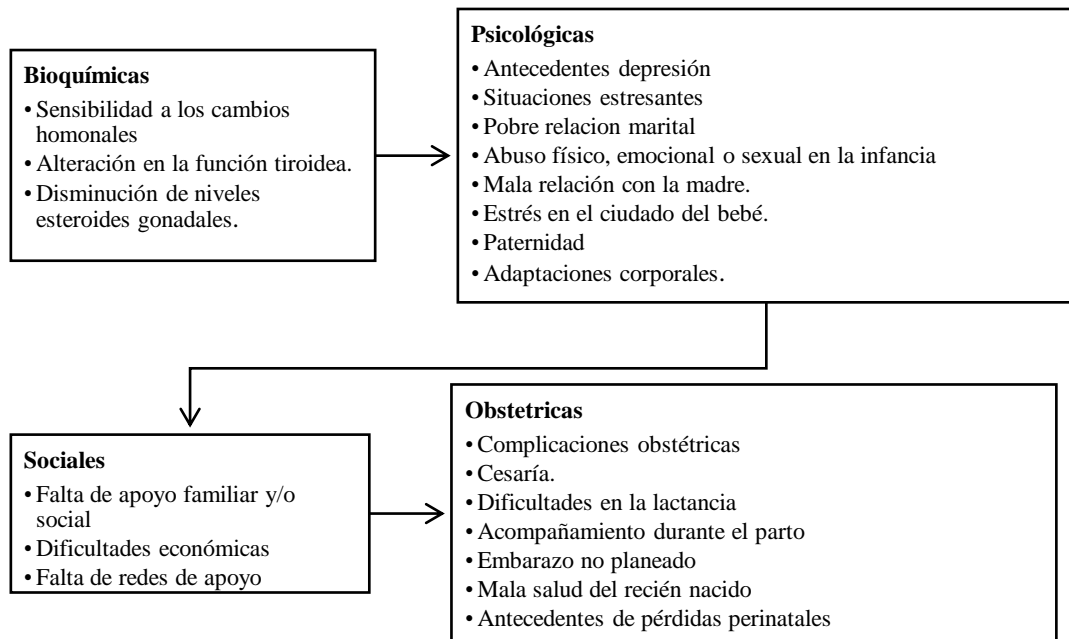 Bioquímicas
• Sensibilidad a los cambios
homonales
• Alteración en la función tiroidea.
• Disminución de niveles
esteroides gonadales.
Psicológicas
• Antecedentes depresión
• Situaciones estresantes
• Pobre relacion marital
• Abuso físico, emocional o sexual en la infancia
• Mala relación con la madre.
• Estrés en el ciudado del bebé.
• Paternidad
• Adaptaciones corporales.
Sociales
• Falta de apoyo familiar y/o
social
• Dificultades económicas
• Falta de redes de apoyo
Obstetricas
• Complicaciones obstétricas
• Cesaría.
• Dificultades en la lactancia
• Acompañamiento durante el parto
• Embarazo no planeado
• Mala salud del recién nacido
• Antecedentes de pérdidas perinatales